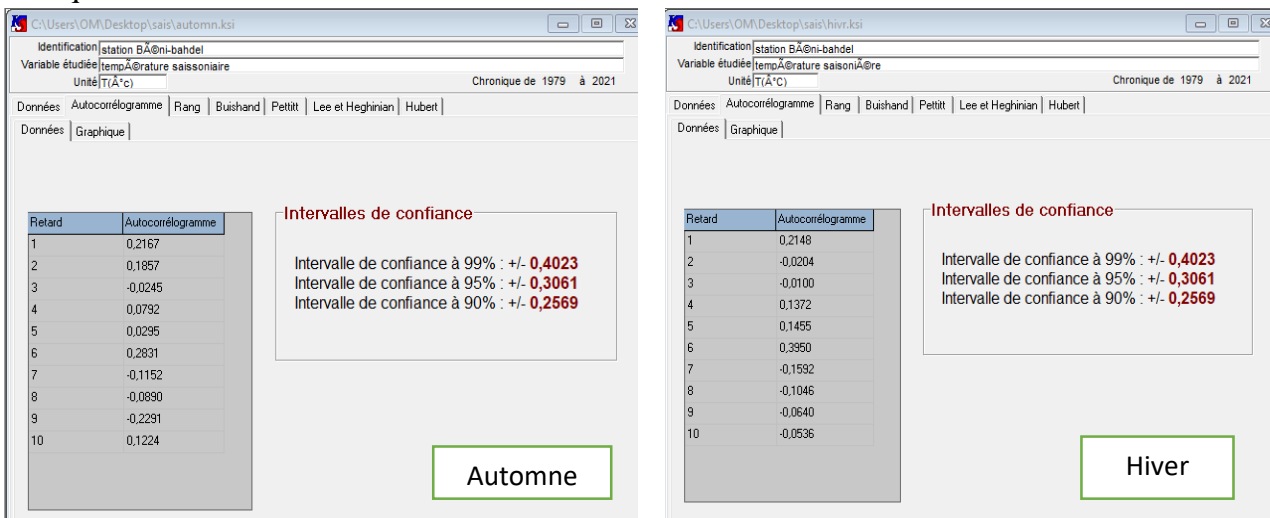 C:\Users\OM\Desktop\sais\automn.ksi
Identification station BÃ©ni-bahdel
Variable étudiée tempÃ©rature saissoniaire
Unité T(Â°c) Chronique de 1979 à 2021
Données Autocorrélogramme Rang Buishand Pettitt Lee et Heghinian Hubert
Données Graphique
Retard Autocorrélogramme
1 0,2167
2 0,1857
3 -0,0245
4 0,0792
5 0,0295
6 0,2831
7 -0,1152
8 -0,0890
9 -0,2291
10 0,1224
Intervalles de confiance
Intervalle de confiance à 99% : +/- 0,4023
Intervalle de confiance à 95% : +/- 0,3061
Intervalle de confiance à 90% : +/- 0,2569
Automne
C:\Users\OM\Desktop\sais\hivr.ksi
Identification station BÃ©ni-bahdel
Variable étudiée tempÃ©rature saisoniÃ©re
Unité T(Â°C) Chronique de 1979 à 2021
Données Autocorrélogramme Rang Buishand Pettitt Lee et Heghinian Hubert
Données Graphique
Retard Autocorrélogramme
1 0,2148
2 -0,0204
3 -0,0100
4 0,1372
5 0,1455
6 0,3950
7 -0,1592
8 -0,1046
9 -0,0640
10 -0,0536
Intervalles de confiance
Intervalle de confiance à 99% : +/- 0,4023
Intervalle de confiance à 95% : +/- 0,3061
Intervalle de confiance à 90% : +/- 0,2569
Hiver